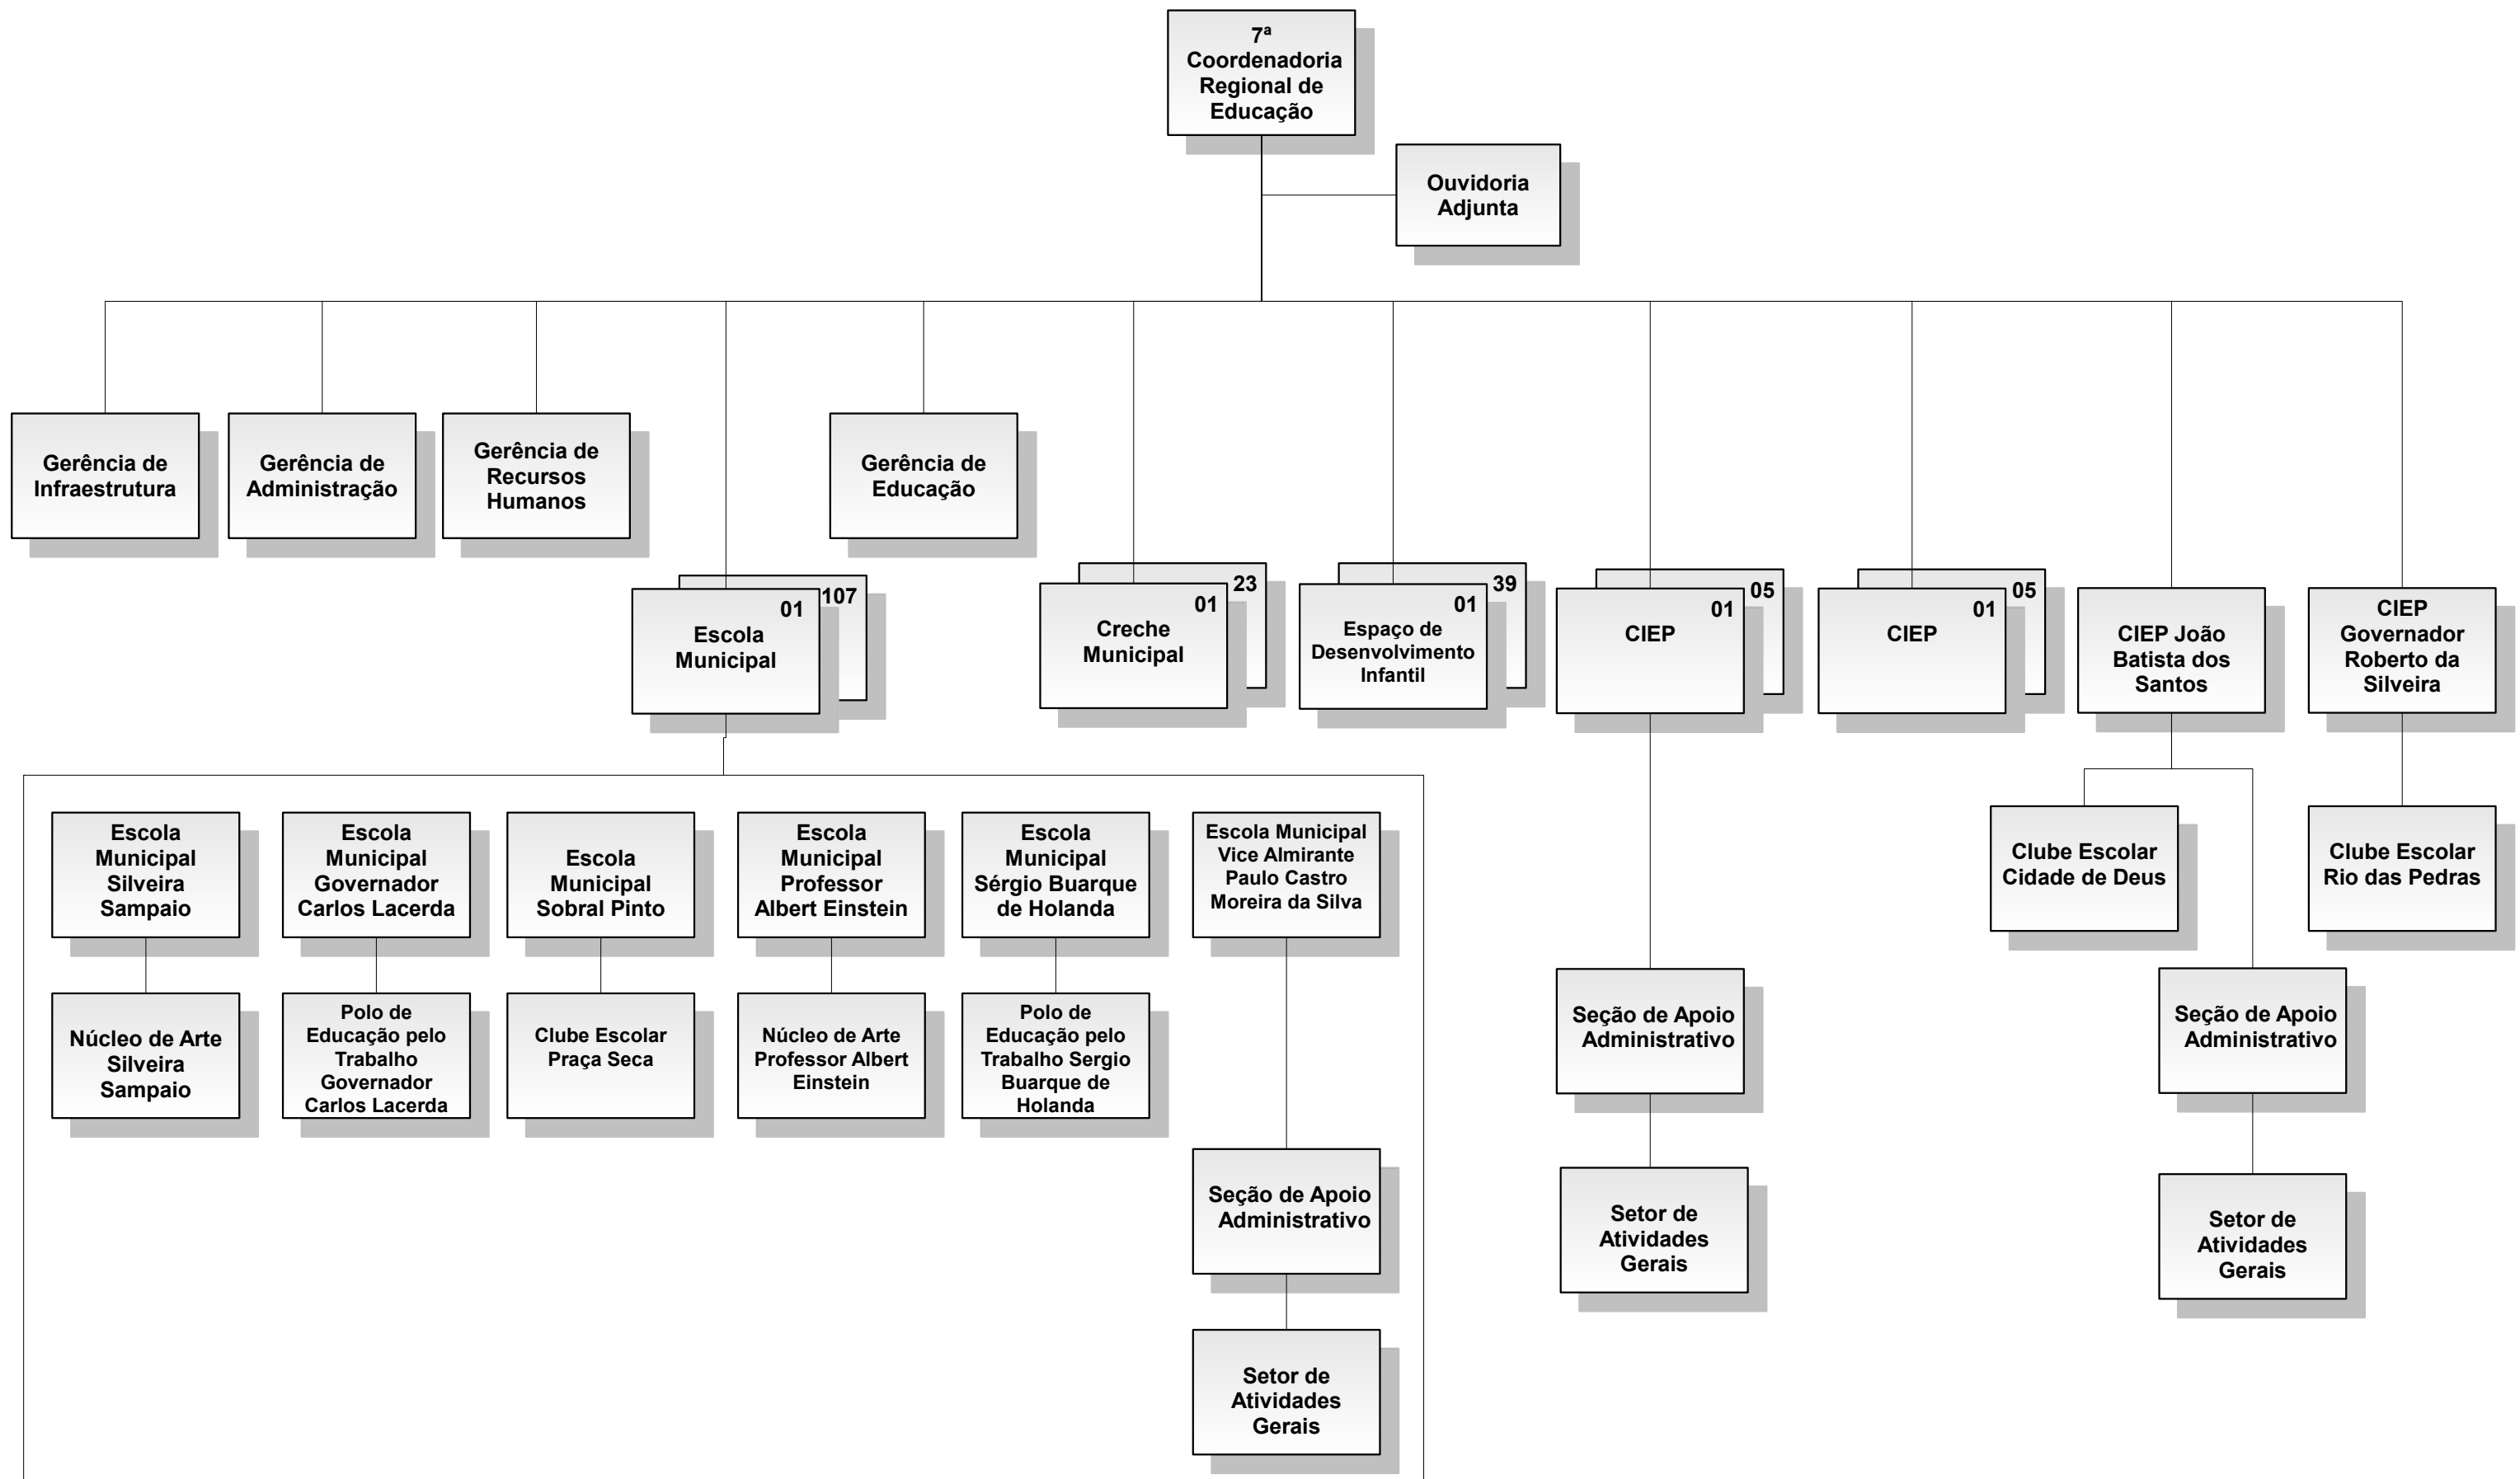 7ª
Coordenadoria
Regional de
Educação
Ouvidoria
Adjunta
Gerência de
Infraestrutura
Gerência de
Administração
Gerência de
Recursos
Humanos
Gerência de
Educação
107
01
Escola
Municipal
23
01
Creche
Municipal
39
01
Espaço de
Desenvolvimento
Infantil
05
01
CIEP
05
01
CIEP
CIEP João
Batista dos
Santos
CIEP
Governador
Roberto da
Silveira
Escola
Municipal
Silveira
Sampaio
Escola
Municipal
Governador
Carlos Lacerda
Escola
Municipal
Sobral Pinto
Escola
Municipal
Professor
Albert Einstein
Escola
Municipal
Sérgio Buarque
de Holanda
Escola Municipal
Vice Almirante
Paulo Castro
Moreira da Silva
Clube Escolar
Cidade de Deus
Clube Escolar
Rio das Pedras
Núcleo de Arte
Silveira
Sampaio
Polo de
Educação pelo
Trabalho
Governador
Carlos Lacerda
Clube Escolar
Praça Seca
Núcleo de Arte
Professor Albert
Einstein
Polo de
Educação pelo
Trabalho Sergio
Buarque de
Holanda
Seção de Apoio
Administrativo
Seção de Apoio
Administrativo
Seção de Apoio
Administrativo
Setor de
Atividades
Gerais
Setor de
Atividades
Gerais
Setor de
Atividades
Gerais